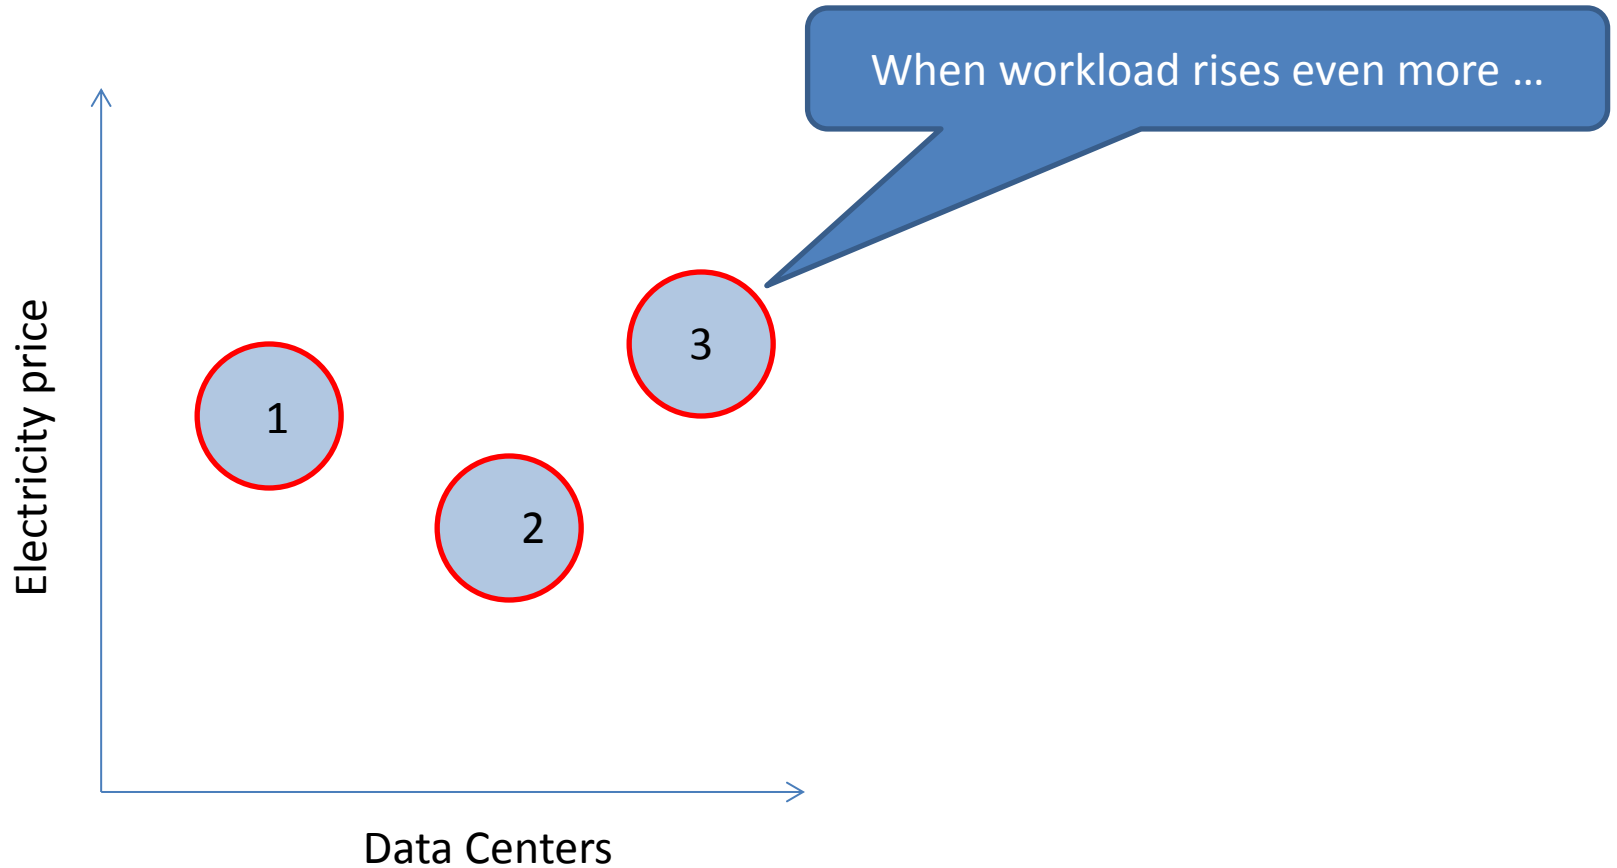 When workload rises even more …
Electricity price
1
2
3
Data Centers